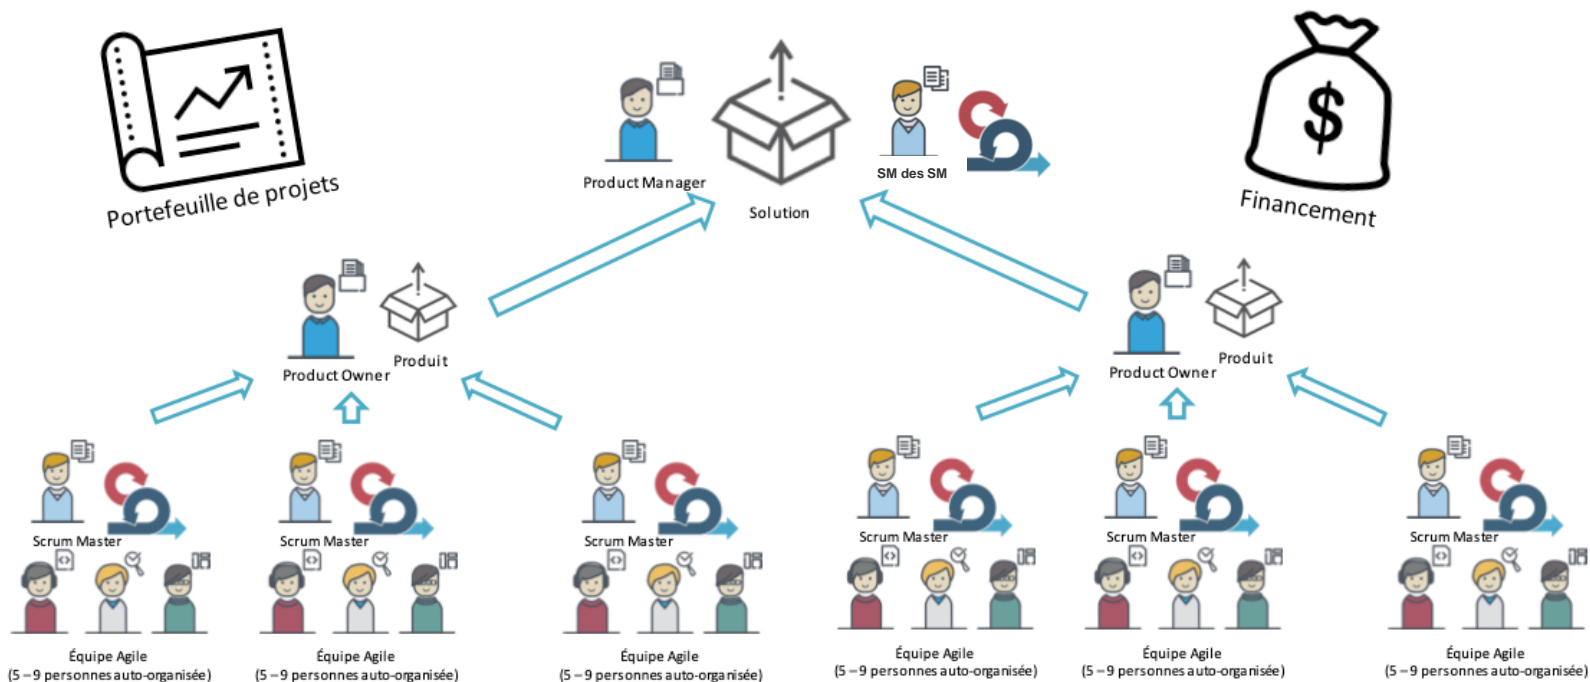 Portefeuille de projets
$
Financement
Product Manager
SM des SM
Solution
Product Owner
Produit
Product Owner
Produit
Scrum Master
Scrum Master
Scrum Master
Scrum Master
Scrum Master
Scrum Master
Équipe Agile
(5 – 9 personnes auto-organisée)
Équipe Agile
(5 – 9 personnes auto-organisée)
Équipe Agile
(5 – 9 personnes auto-organisée)
Équipe Agile
(5 – 9 personnes auto-organisée)
Équipe Agile
(5 – 9 personnes auto-organisée)
Équipe Agile
(5 – 9 personnes auto-organisée)